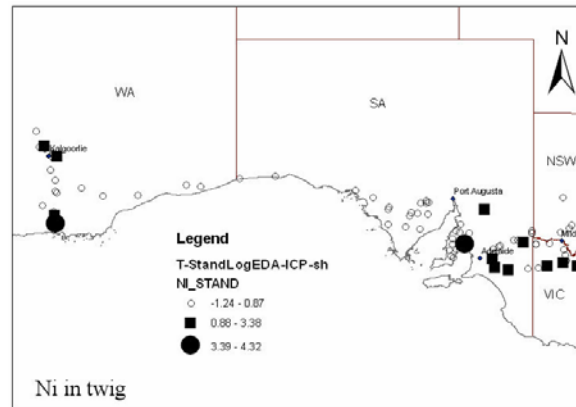 N
WA
SA
Kalgoorlie
NSW
Port Augusta
Legend
T-StandLogEDA-ICP-sh
NI_STAND
-1.24 - 0.87
0.88 - 3.38
3.39 - 4.32
Adelaide
Mild
VIC
Ni in twig